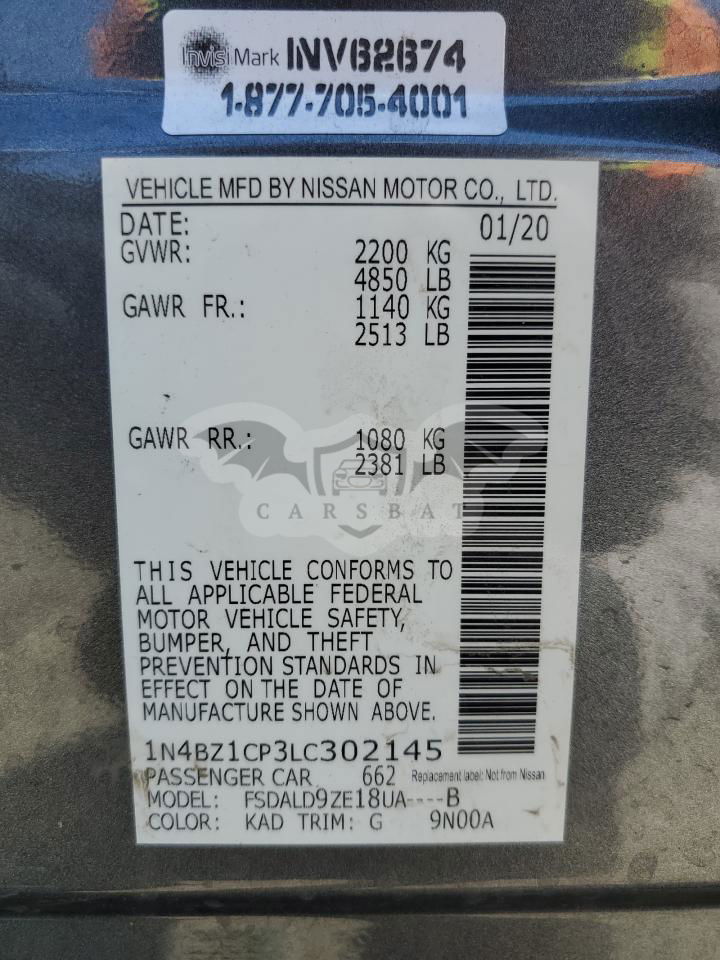 Invisi Mark INV62674
1-877-705-4001
VEHICLE MFD BY NISSAN MOTOR CO., LTD.
DATE: 01/20
GVWR: 2200 KG
4850 LB
GAWR FR.: 1140 KG
2513 LB
GAWR RR.: 1080 KG
2381 LB
CARSBAT
THIS VEHICLE CONFORMS TO
ALL APPLICABLE FEDERAL
MOTOR VEHICLE SAFETY,
BUMPER, AND THEFT
PREVENTION STANDARDS IN
EFFECT ON THE DATE OF
MANUFACTURE SHOWN ABOVE.
1N4BZ1CP3LC302145
PASSENGER CAR 662 Replacement label: Not from Nissan
MODEL: FSDALD9ZE18UA----B
COLOR: KAD TRIM: G 9N00A